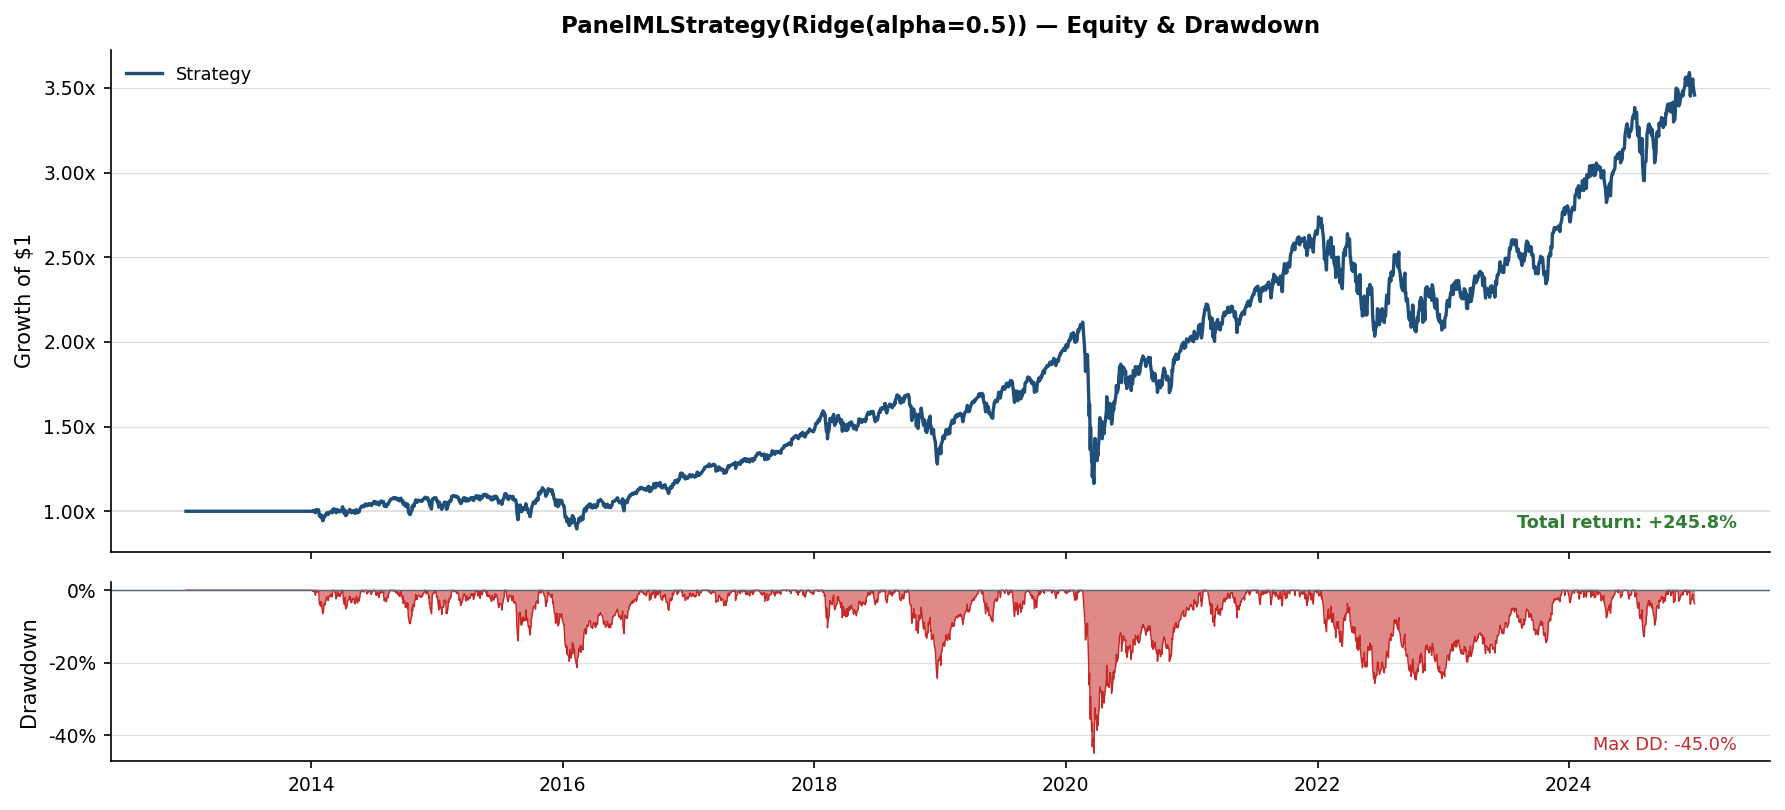 PanelMLStrategy(Ridge(alpha=0.5)) — Equity & Drawdown
Strategy
Growth of $1
3.50x
3.00x
2.50x
2.00x
1.50x
1.00x
Total return: +245.8%
Drawdown
0%
-20%
-40%
Max DD: -45.0%
2014
2016
2018
2020
2022
2024